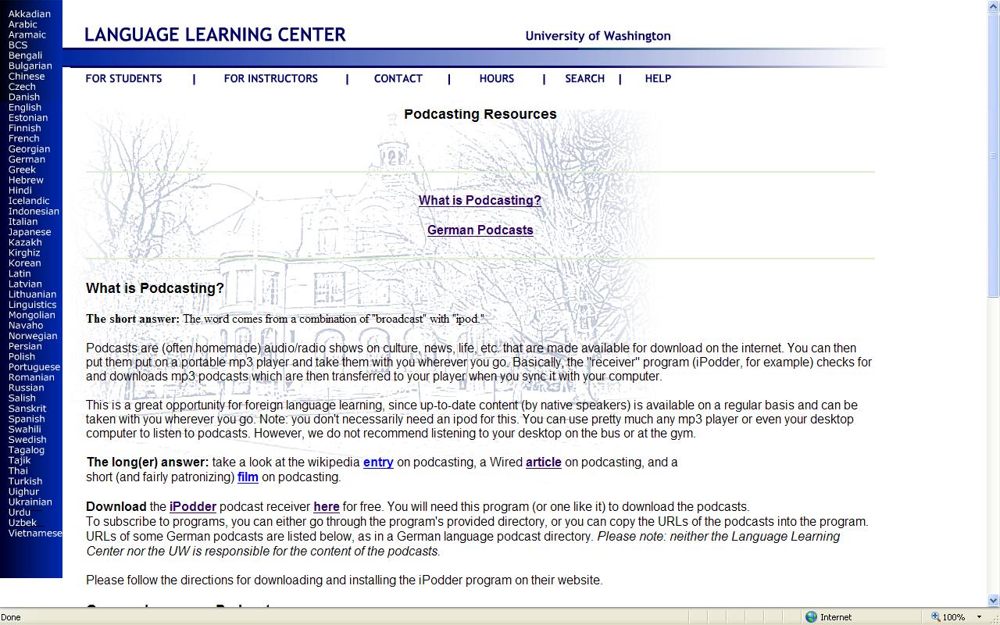 Akkadian
Arabic
Aramaic
BCS
Bengali
Bulgarian
Chinese
Czech
Danish
English
Estonian
Finnish
French
Georgian
German
Greek
Hebrew
Hindi
Icelandic
Indonesian
Italian
Japanese
Kazakh
Kirghiz
Korean
Latin
Latvian
Lithuanian
Linguistics
Mongolian
Navaho
Norwegian
Persian
Polish
Portuguese
Romanian
Russian
Salish
Sanskrit
Spanish
Swahili
Swedish
Tagalog
Tajik
Thai
Turkish
Uighur
Ukrainian
Urdu
Uzbek
Vietnamese
LANGUAGE LEARNING CENTER University of Washington
FOR STUDENTS | FOR INSTRUCTORS | CONTACT | HOURS | SEARCH | HELP
Podcasting Resources
What is Podcasting?
German Podcasts
What is Podcasting?
The short answer: The word comes from a combination of "broadcast" with "ipod."
Podcasts are (often homemade) audio/radio shows on culture, news, life, etc. that are made available for download on the internet. You can then
put them put on a portable mp3 player and take them with you wherever you go. Basically, the "receiver" program (iPodder, for example) checks for
and downloads mp3 podcasts which are then transferred to your player when you sync it with your computer.
This is a great opportunity for foreign language learning, since up-to-date content (by native speakers) is available on a regular basis and can be
taken with you wherever you go. Note: you don't necessarily need an ipod for this. You can use pretty much any mp3 player or even your desktop
computer to listen to podcasts. However, we do not recommend listening to your desktop on the bus or at the gym.
The long(er) answer: take a look at the wikipedia entry on podcasting, a Wired article on podcasting, and a
short (and fairly patronizing) film on podcasting.
Download the iPodder podcast receiver here for free. You will need this program (or one like it) to download the podcasts.
To subscribe to programs, you can either go through the program's provided directory, or you can copy the URLs of the podcasts into the program.
URLs of some German podcasts are listed below, as in a German language podcast directory. Please note: neither the Language Learning
Center nor the UW is responsible for the content of the podcasts.
Please follow the directions for downloading and installing the iPodder program on their website.
Done Internet 100%